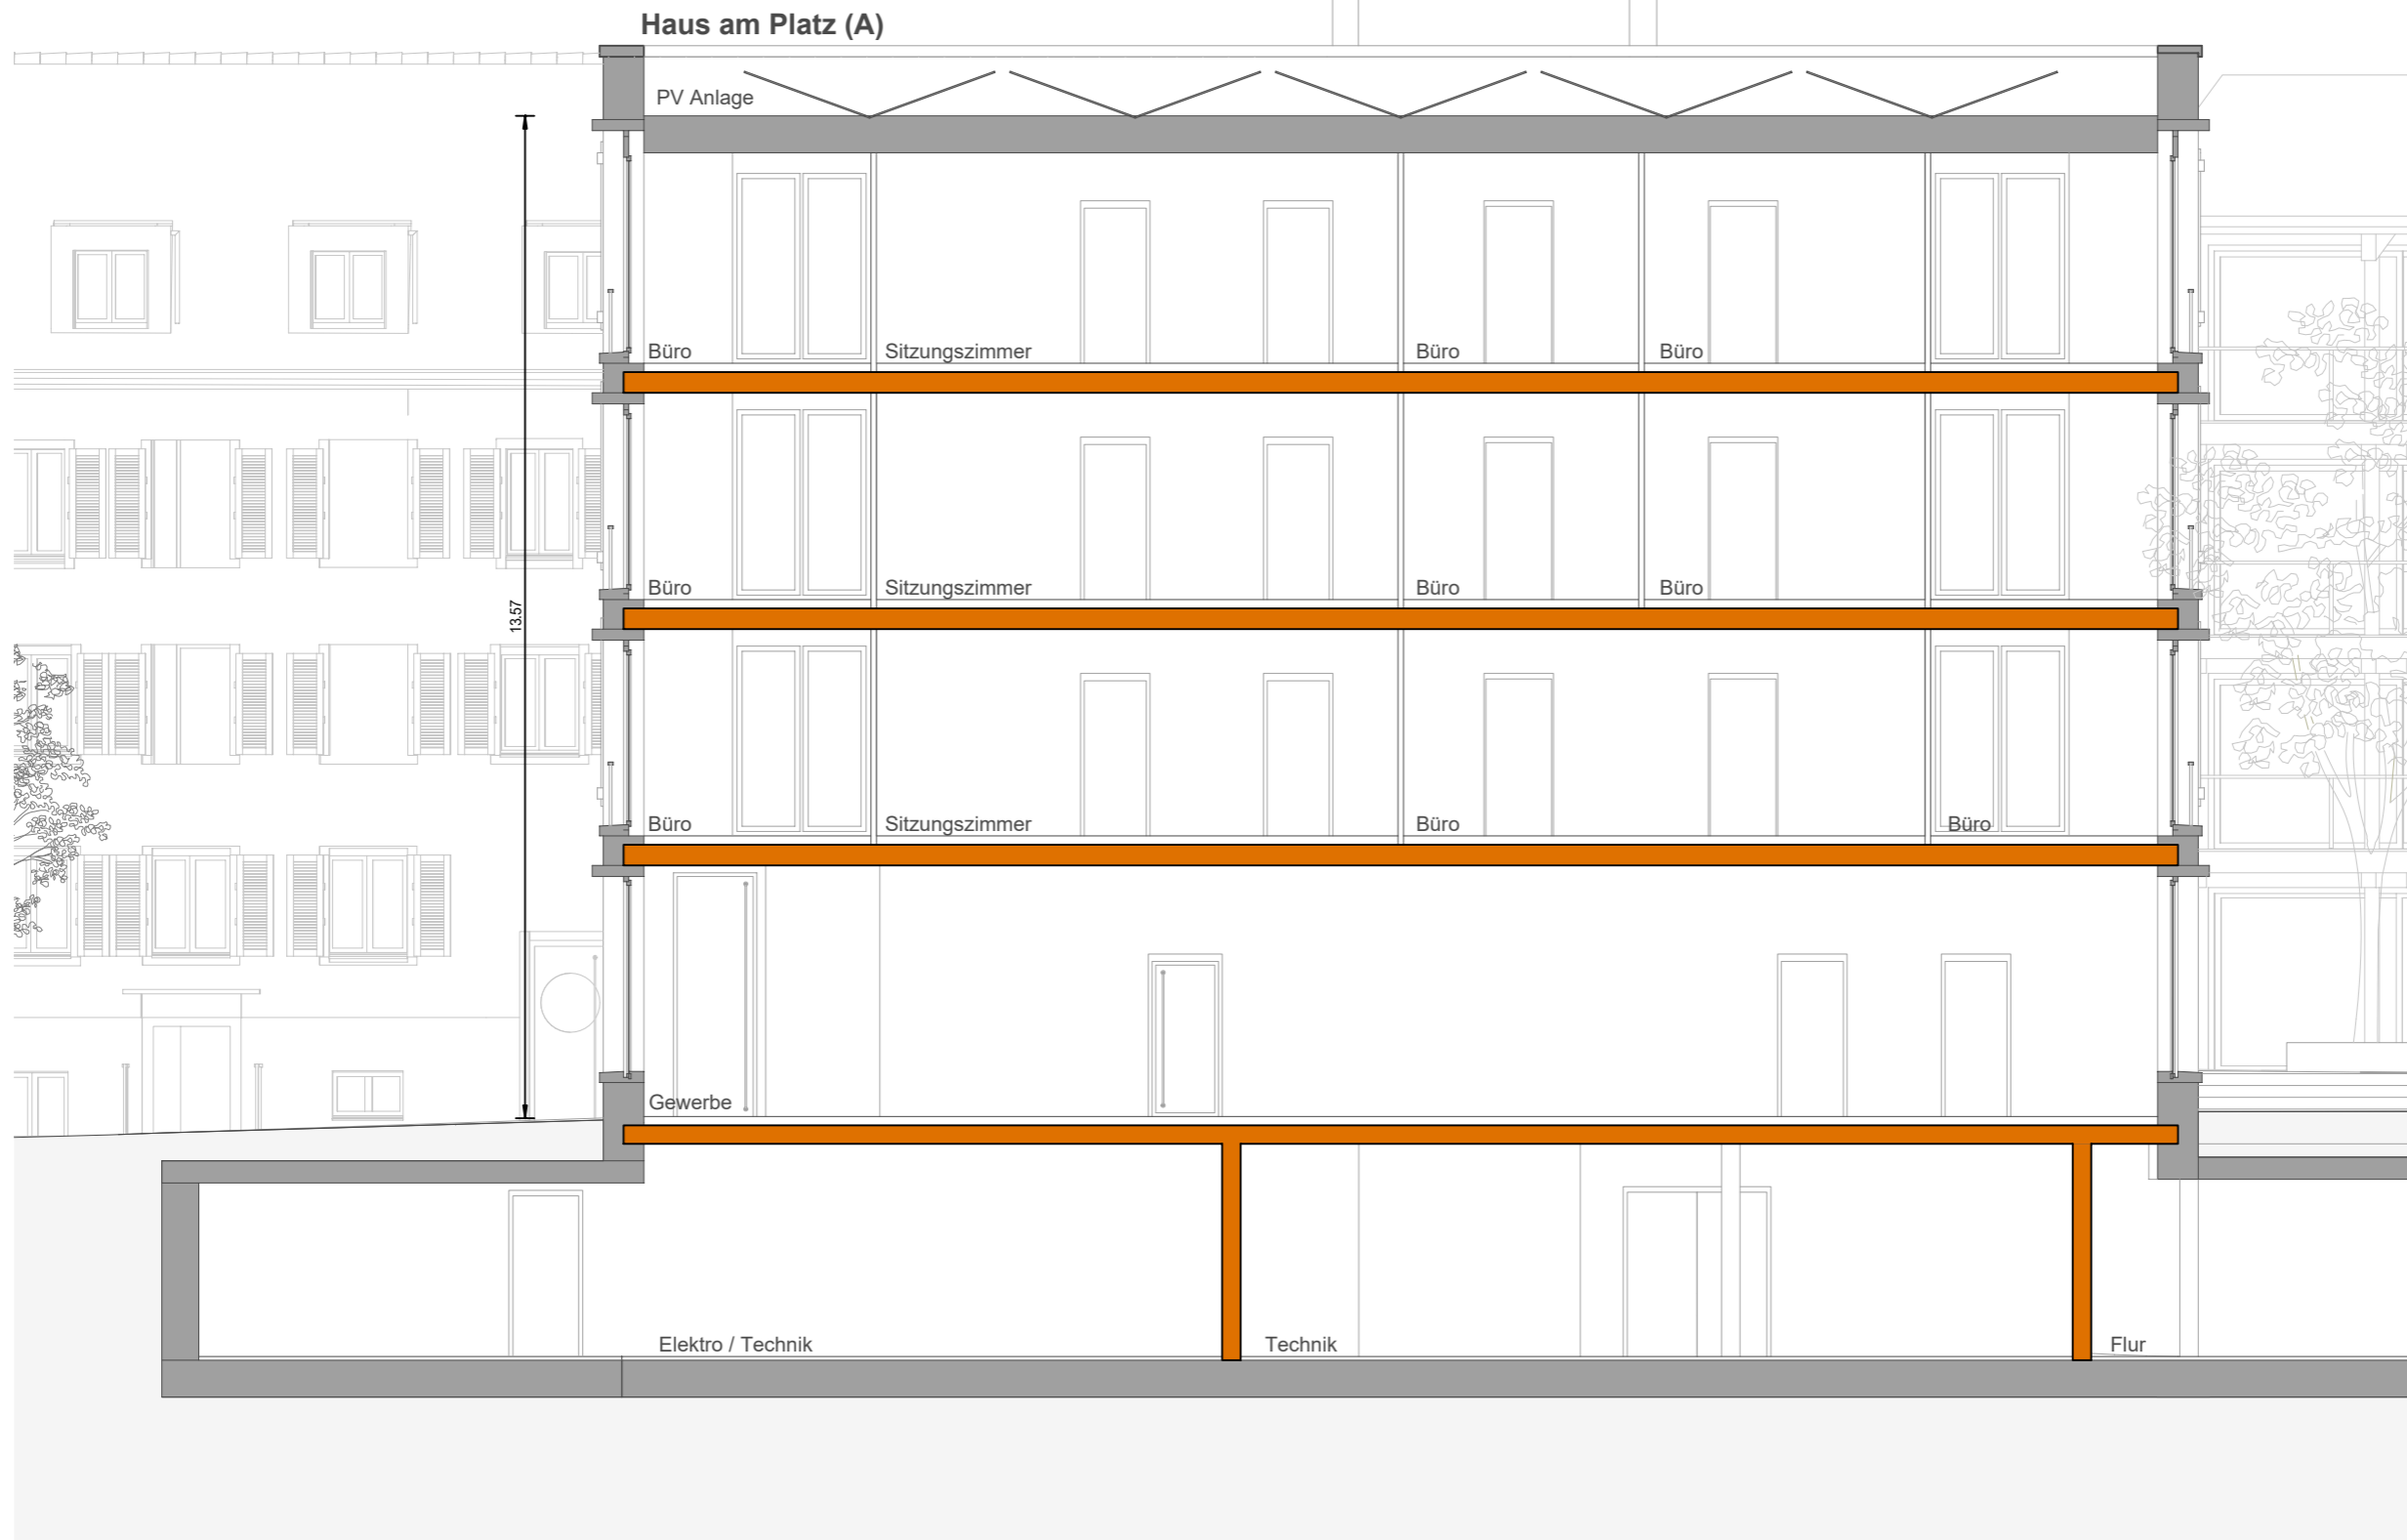 Haus am Platz (A)
PV Anlage
Büro
Sitzungszimmer
Büro
Büro
Büro
Sitzungszimmer
Büro
Büro
13.57
Büro
Sitzungszimmer
Büro
Büro
Gewerbe
Elektro / Technik
Technik
Flur